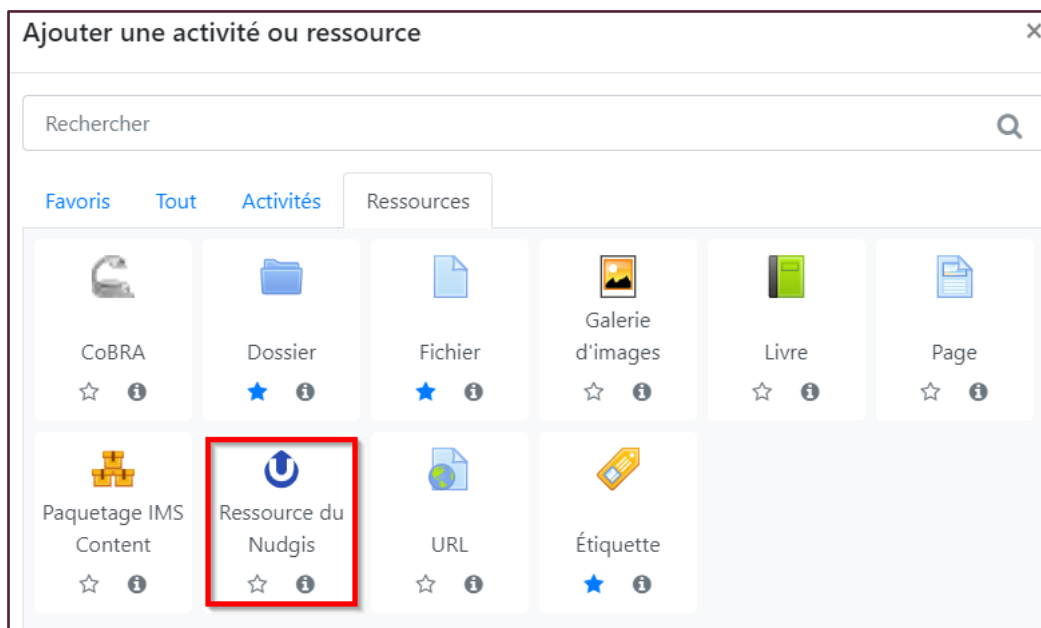 Ajouter une activité ou ressource
Rechercher
Favoris Tout Activités Ressources
CoBRA
Dossier
Fichier
Galerie
d'images
Livre
Page
Paquetage IMS
Content
Ressource du
Nudgis
URL
Étiquette